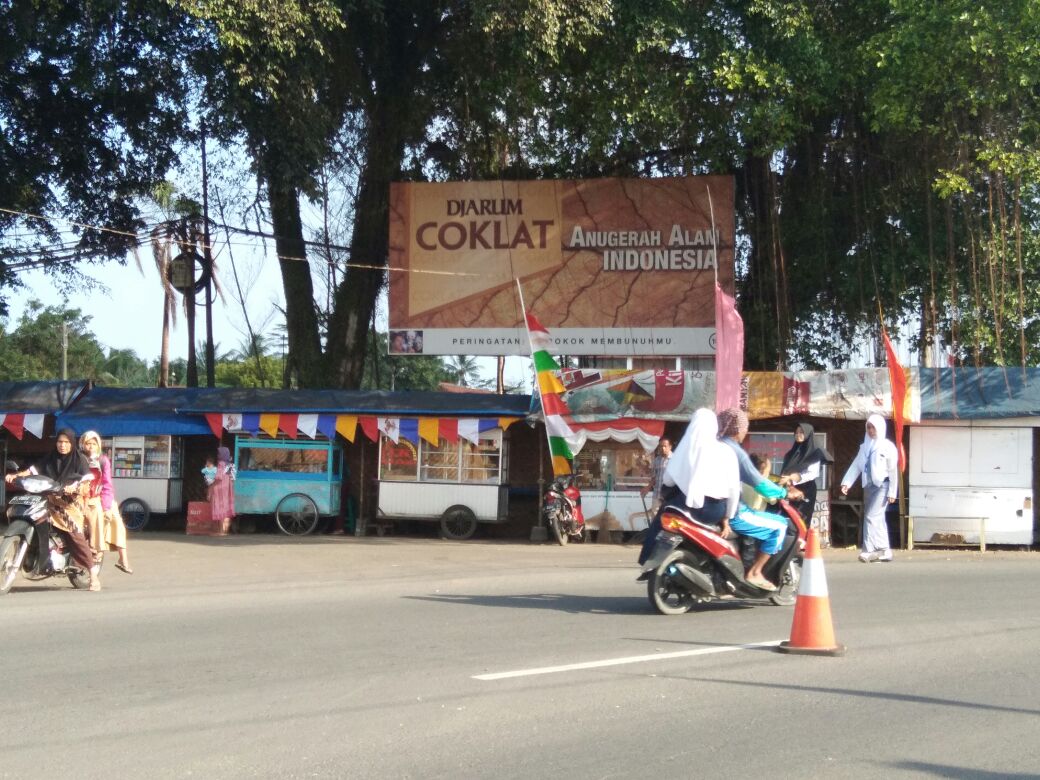 DJARUM
COKLAT
ANUGERAH ALAM
INDONESIA
PERINGATAN: ROKOK MEMBUNUHMU.